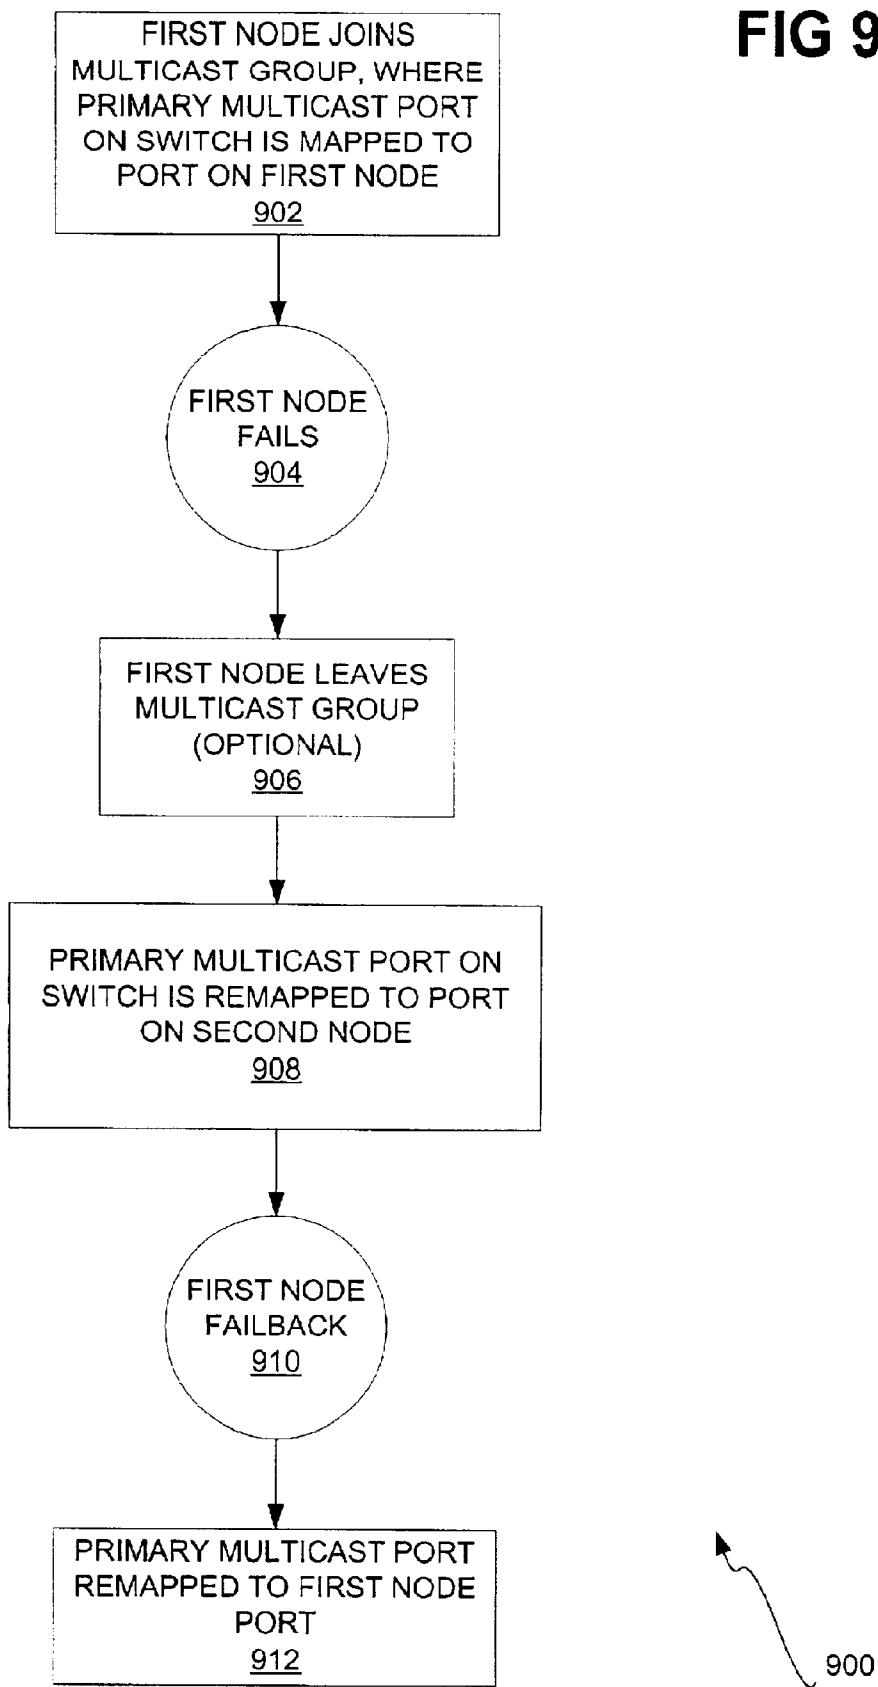 FIG 9
FIRST NODE JOINS
MULTICAST GROUP, WHERE
PRIMARY MULTICAST PORT
ON SWITCH IS MAPPED TO
PORT ON FIRST NODE
902
FIRST NODE
FAILS
904
FIRST NODE LEAVES
MULTICAST GROUP
(OPTIONAL)
906
PRIMARY MULTICAST PORT ON
SWITCH IS REMAPPED TO PORT
ON SECOND NODE
908
FIRST NODE
FAILBACK
910
PRIMARY MULTICAST PORT
REMAPPED TO FIRST NODE
PORT
912
900